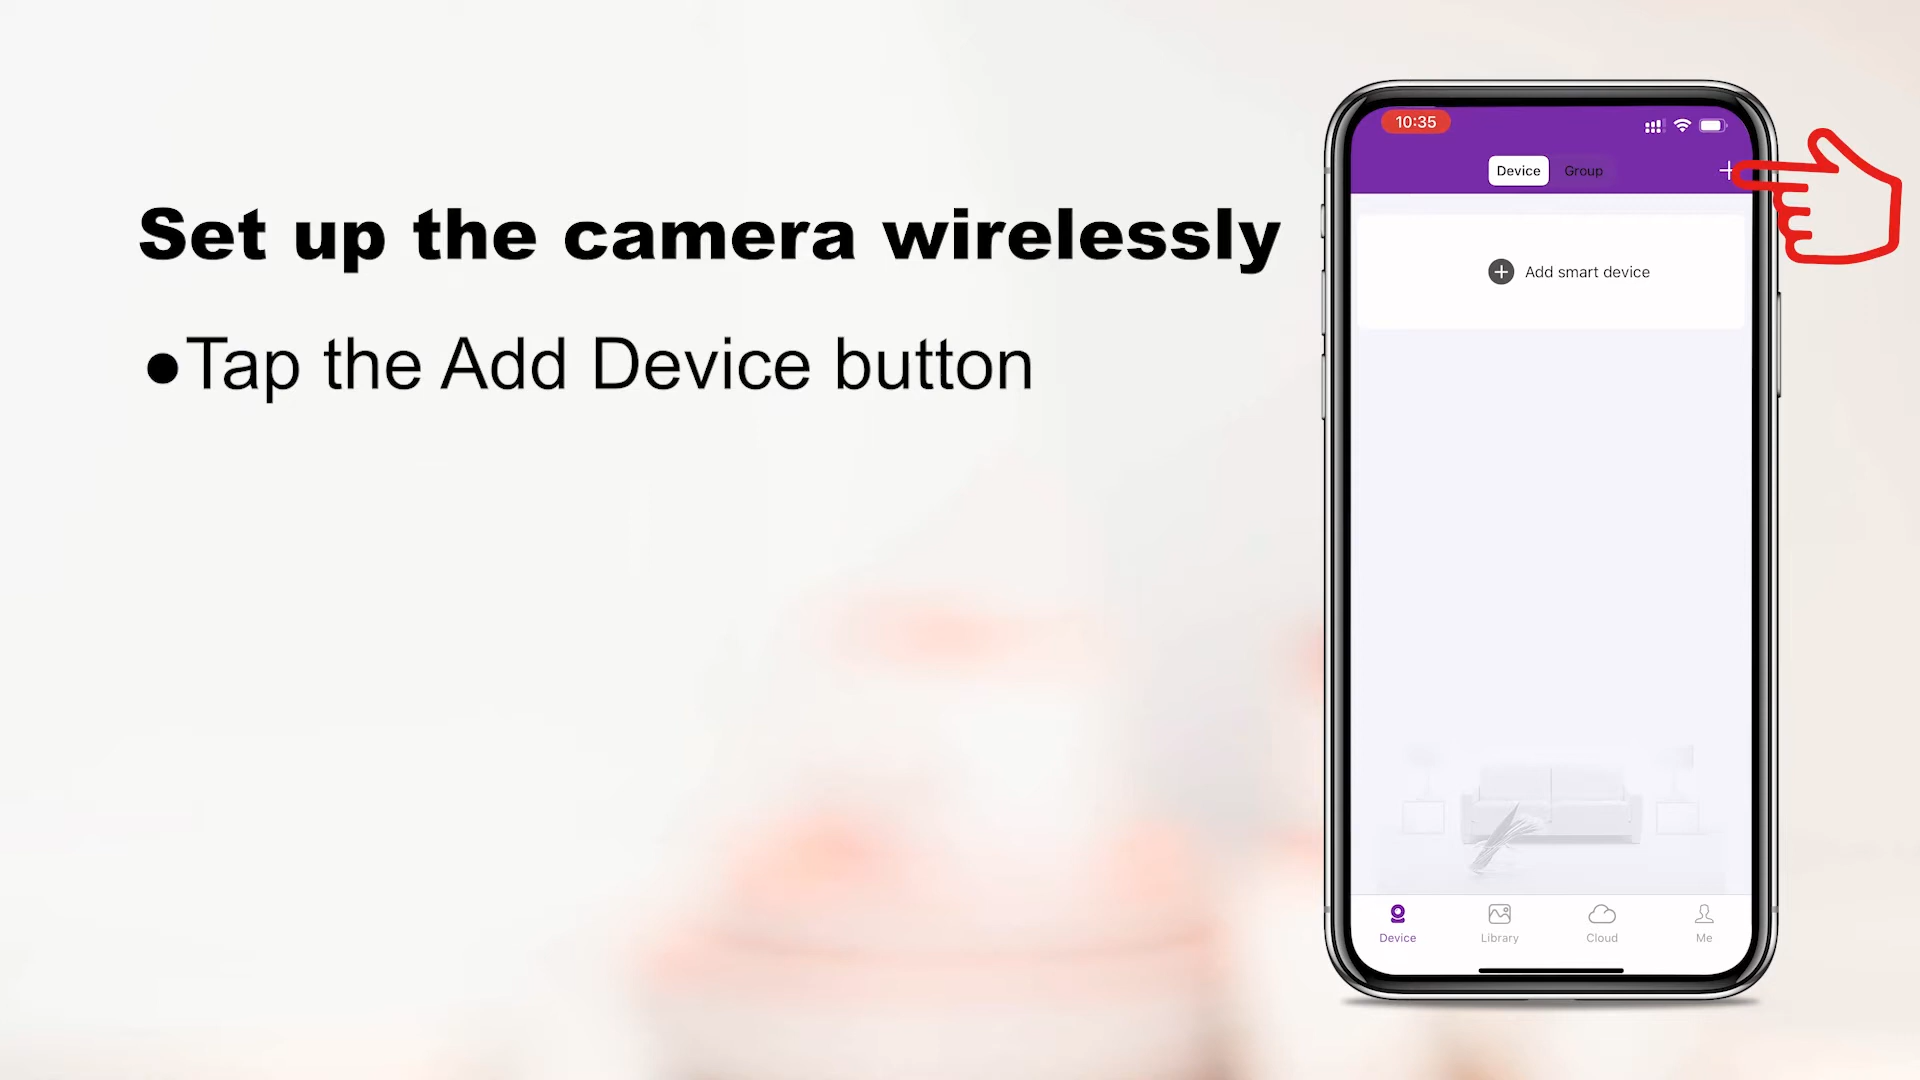 Set up the camera wirelessly
●Tap the Add Device button
10:35
Device Group
Add smart device
Device Library Cloud Me